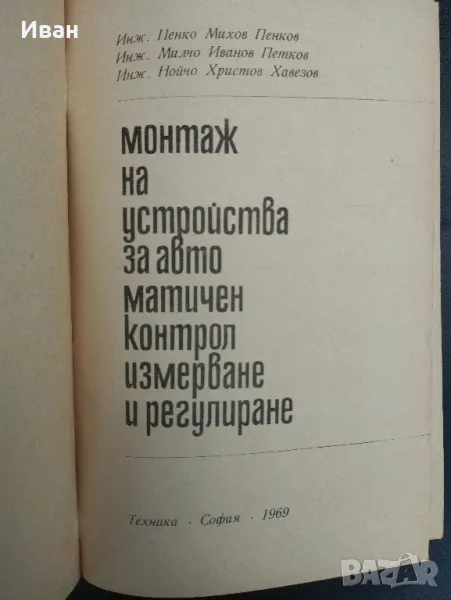 Иван
Инж. Пенко Михов Пенков
Инж. Милчо Иванов Петков
Инж. Нойчо Христов Хавезов
монтаж
на
устройства
за авто
матичен
контрол
измерване
и регулиране
Техника · София · 1969
BAZAR